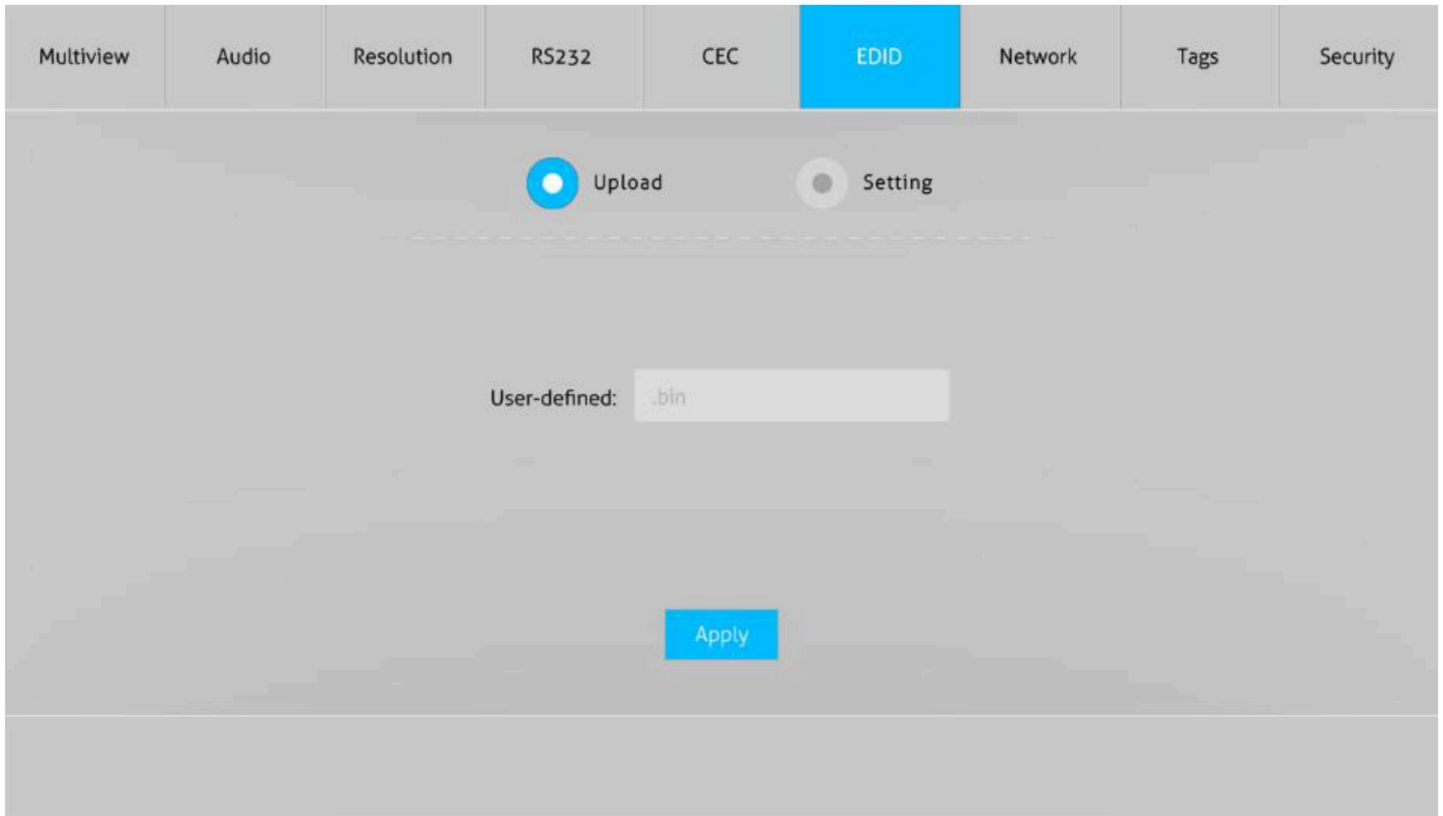 Multiview Audio Resolution RS232 CEC EDID Network Tags Security
Upload Setting
User-defined: .bin
Apply